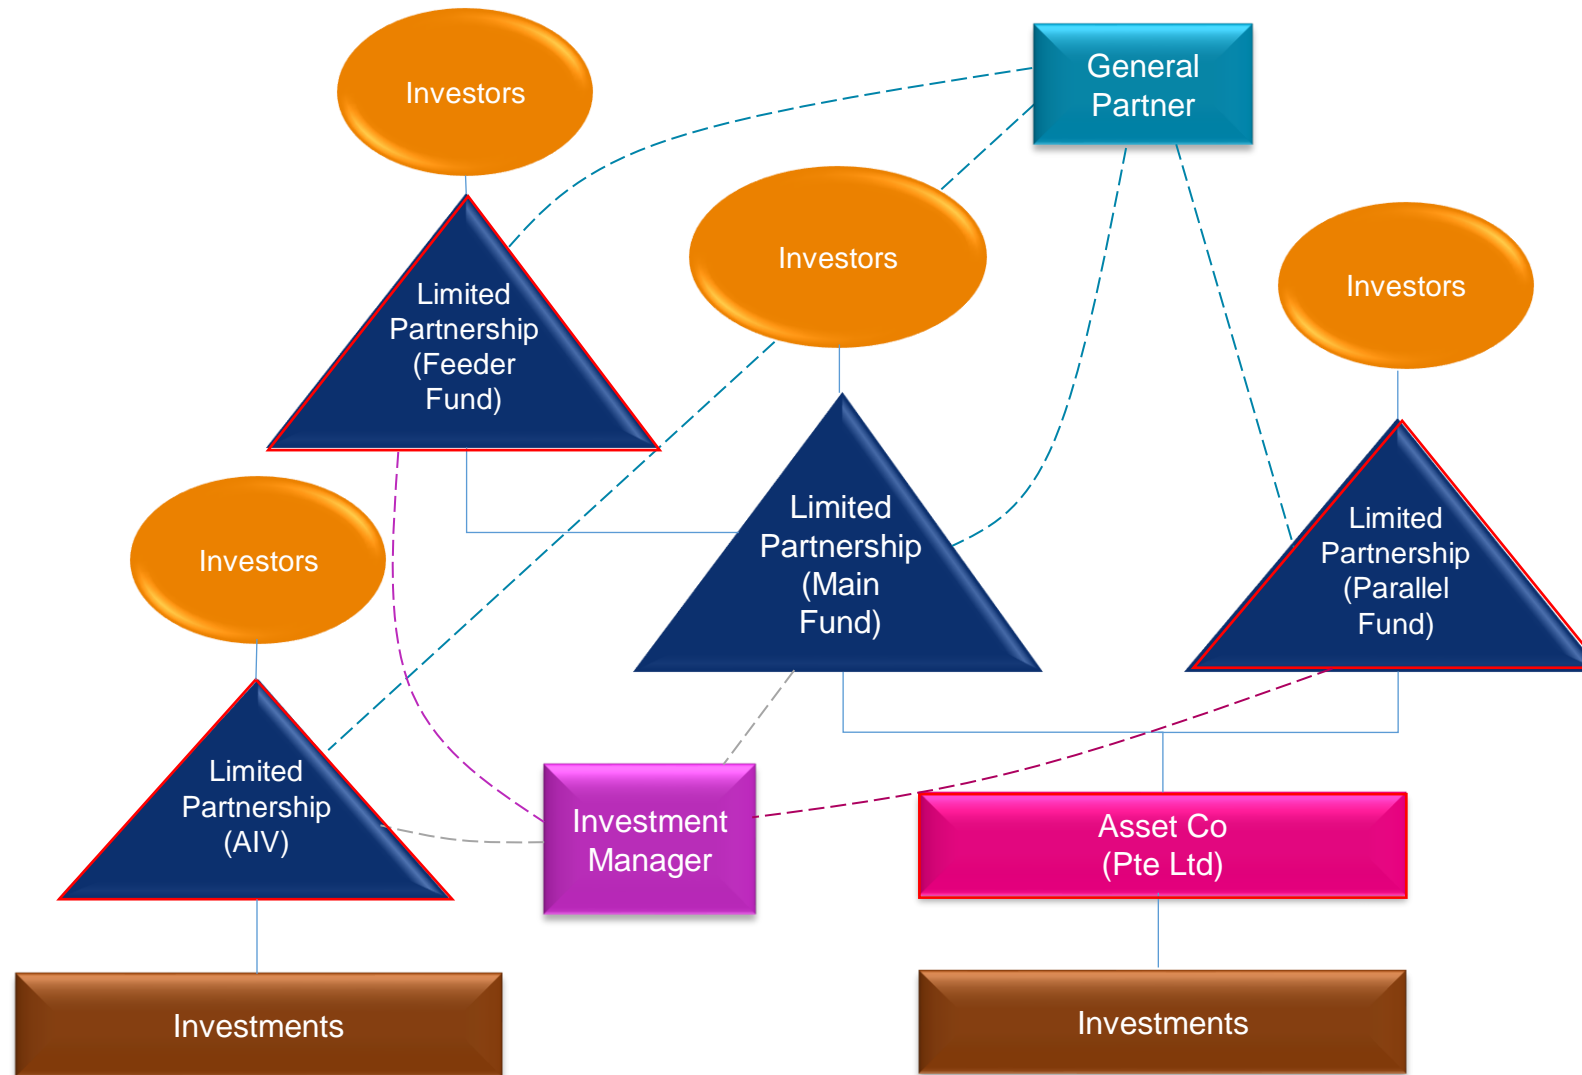 Investors
General
Partner
Investors
Investors
Limited
Partnership
(Feeder
Fund)
Limited
Partnership
(Main
Fund)
Limited
Partnership
(Parallel
Fund)
Investors
Limited
Partnership
(AIV)
Investment
Manager
Asset Co
(Pte Ltd)
Investments
Investments